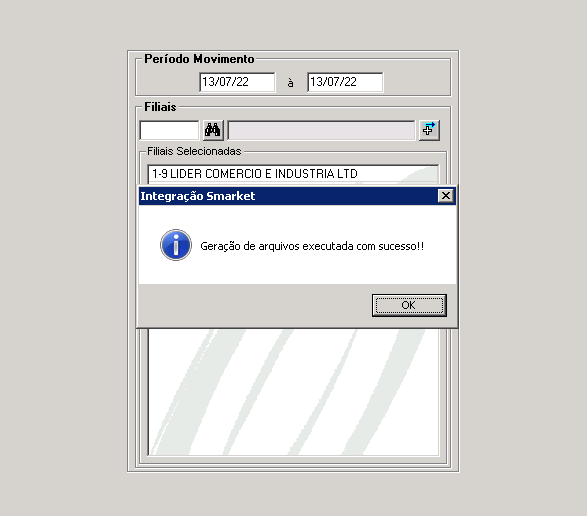 Período Movimento
13/07/22 à 13/07/22
Filiais
Filiais Selecionadas
1-9 LIDER COMERCIO E INDUSTRIA LTD
Integração Smarket
Geração de arquivos executada com sucesso!!
OK